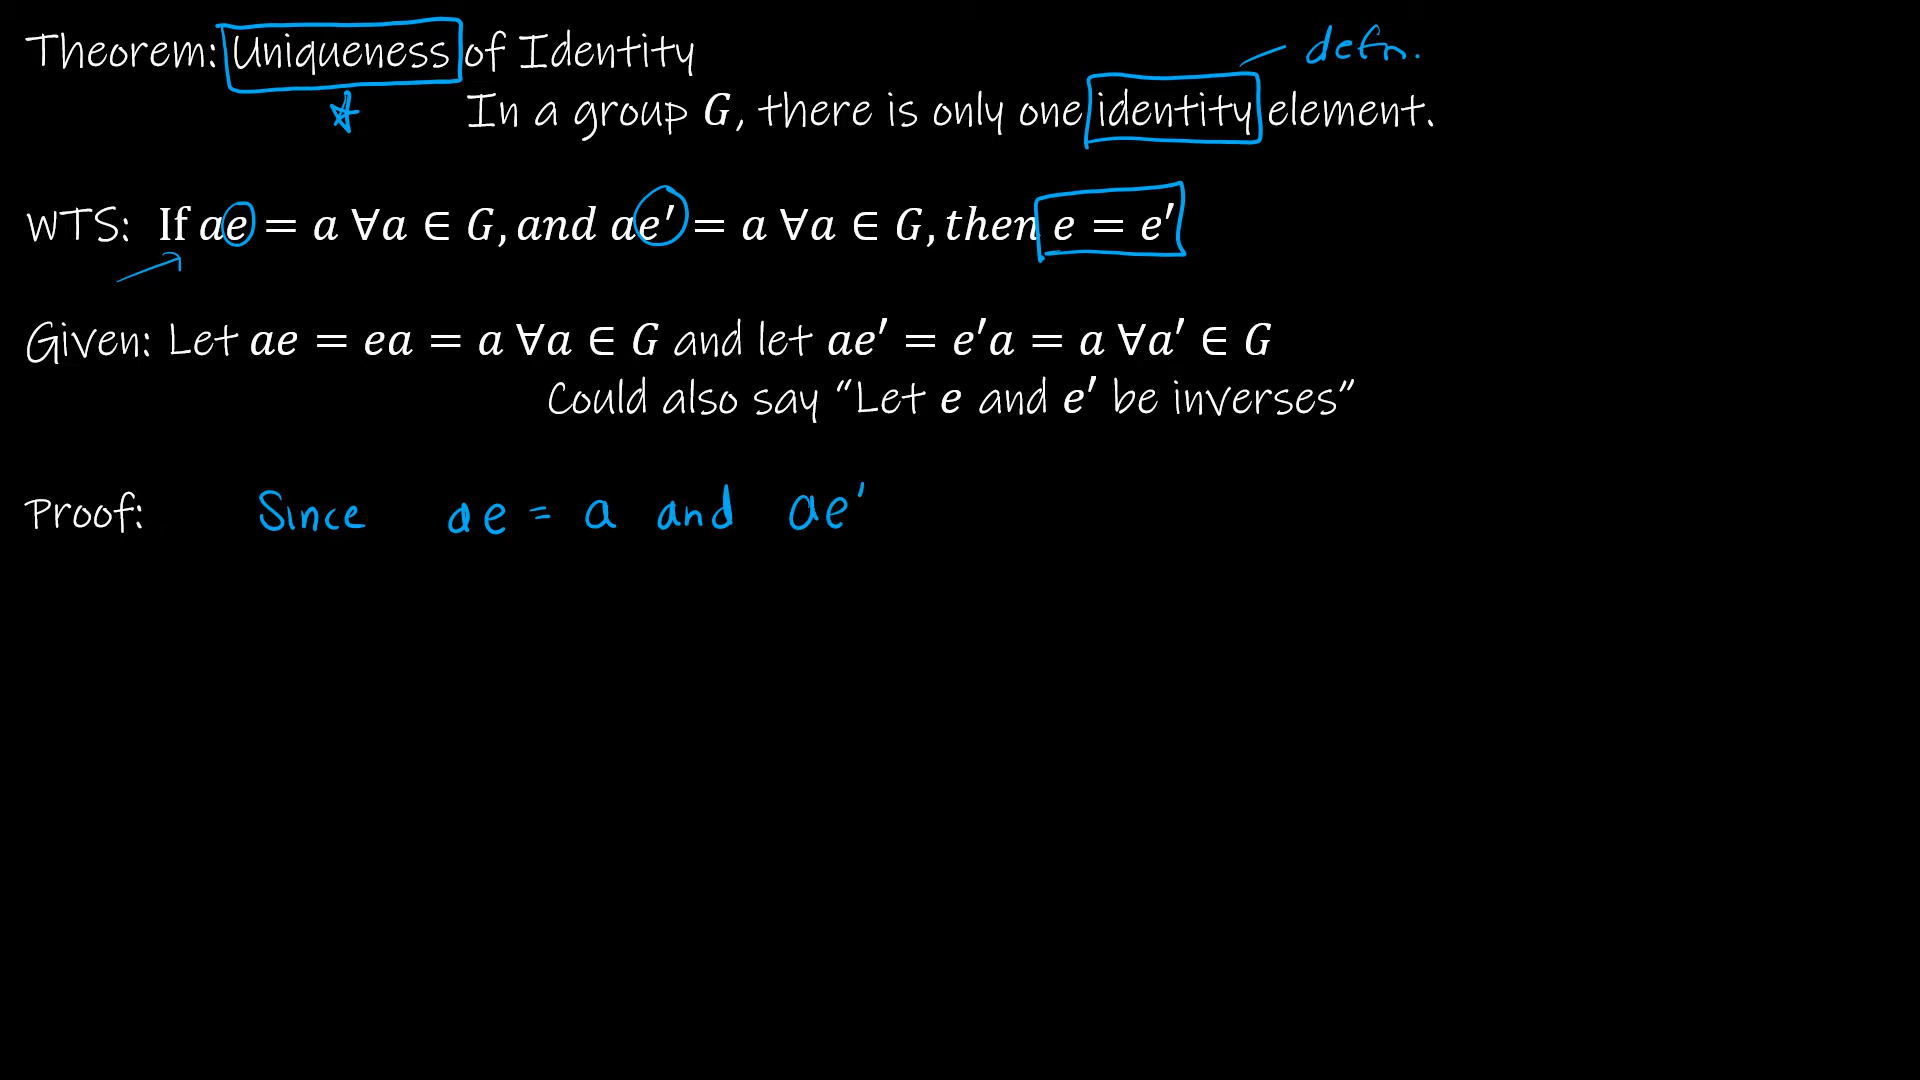 Theorem: Uniqueness of Identity
defn.
In a group G, there is only one identity element.
WTS: If ae = a ∀a ∈ G, and ae′ = a ∀a ∈ G, then e = e′
Given: Let ae = ea = a ∀a ∈ G and let ae′ = e′a = a ∀a′ ∈ G
Could also say “Let e and e′ be inverses”
Proof: Since ae = a and ae′